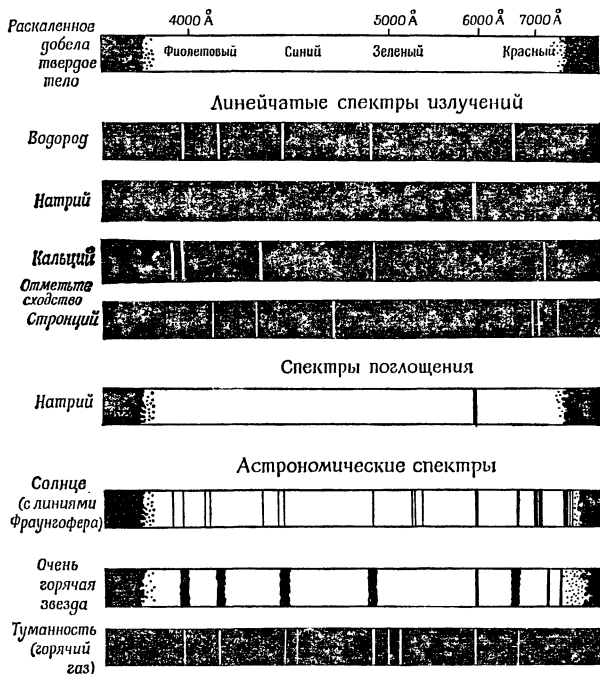 4000 Å 5000 Å 6000 Å 7000 Å
Раскаленное
добела
твердое
тело
Фиолетовый Синий Зеленый Красный
Линейчатые спектры излучений
Водород
Натрий
Кальций
Отметьте
сходство
Стронций
Спектры поглощения
Натрий
Астрономические спектры
Солнце
(с линиями
Фраунгофера)
Очень
горячая
звезда
Туманность
(горячий
газ)